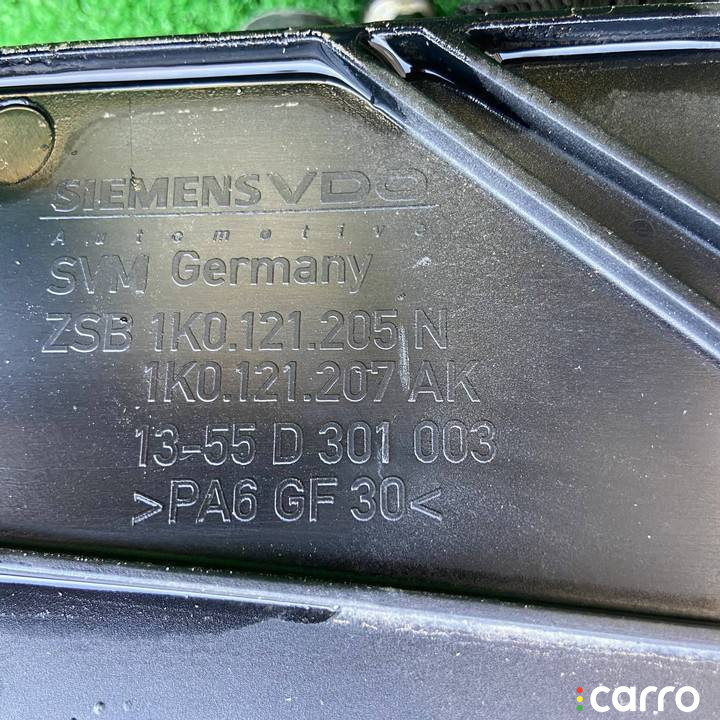 SIEMENS VDO
Automotive
SVM Germany
ZSB 1K0.121.205 N
1K0.121.207 AK
13-55 D 301 003
>PA6 GF 30<
carro